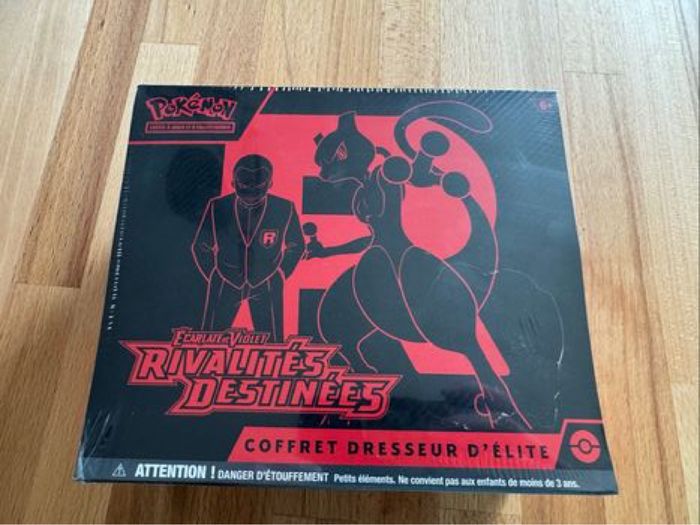 POKÉMON
6+
R
ÉCARLATE ET VIOLET
RIVALITÉS
DESTINÉES
COFFRET DRESSEUR D'ÉLITE
ATTENTION ! DANGER D'ÉTOUFFEMENT Petits éléments. Ne convient pas aux enfants de moins de 3 ans.